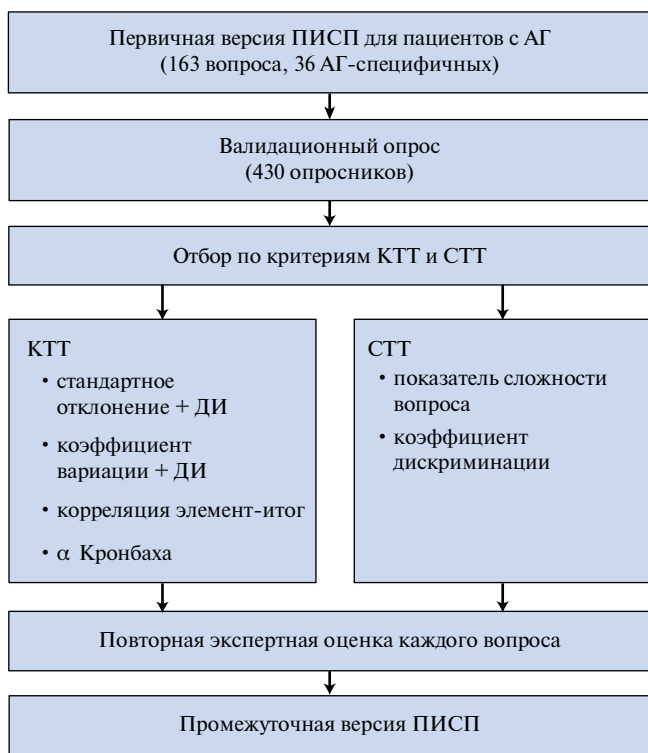 Первичная версия ПИСП для пациентов с АГ
(163 вопроса, 36 АГ-специфичных)
Валидационный опрос
(430 опросников)
Отбор по критериям КТТ и СТТ
КТТ
• стандартное
отклонение + ДИ
• коэффициент
вариации + ДИ
• корреляция элемент-итог
• α Кронбаха
СТТ
• показатель сложности
вопроса
• коэффициент
дискриминации
Повторная экспертная оценка каждого вопроса
Промежуточная версия ПИСП